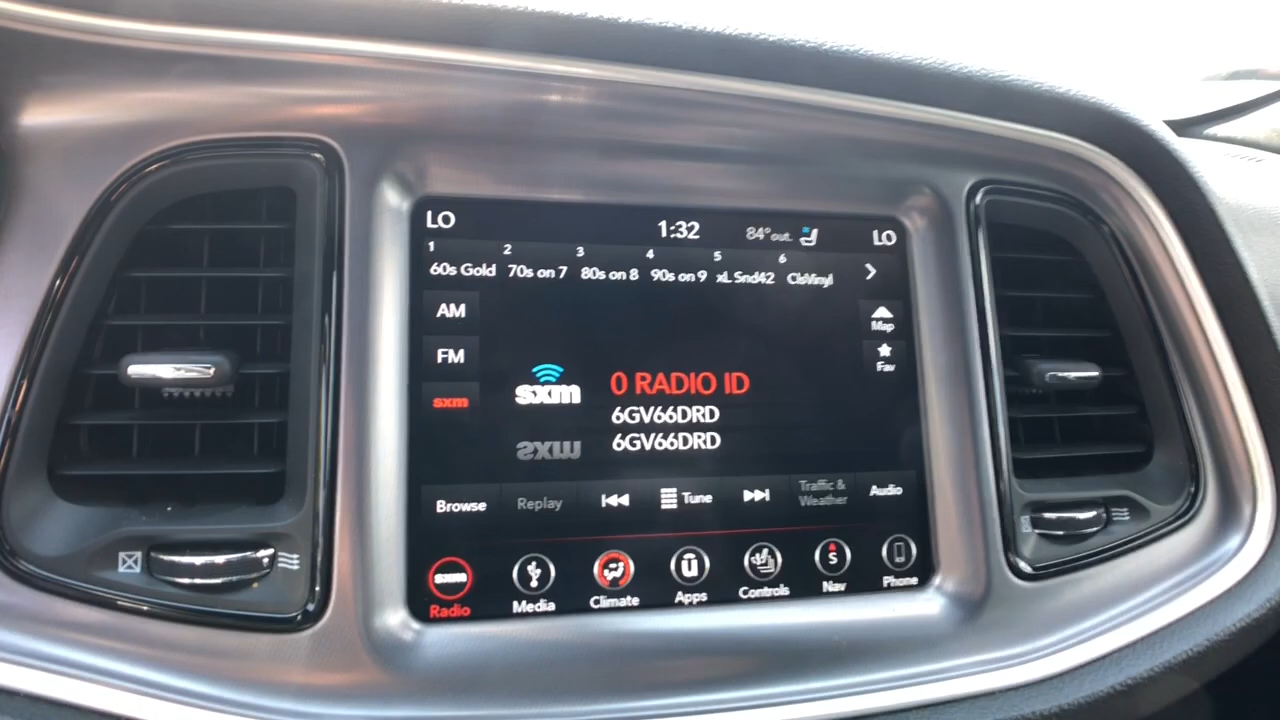 LO 1:32 84° out. LO
1 2 3 4 5 6
60s Gold 70s on 7 80s on 8 90s on 9 xL Snd42 ClsVinyl
AM
Map
FM
Fav
sxm
sxm
0 RADIO ID
6GV66DRD
6GV66DRD
Browse Replay Tune Traffic & Weather Audio
sxm
Radio Media Climate Apps Controls Nav Phone
S